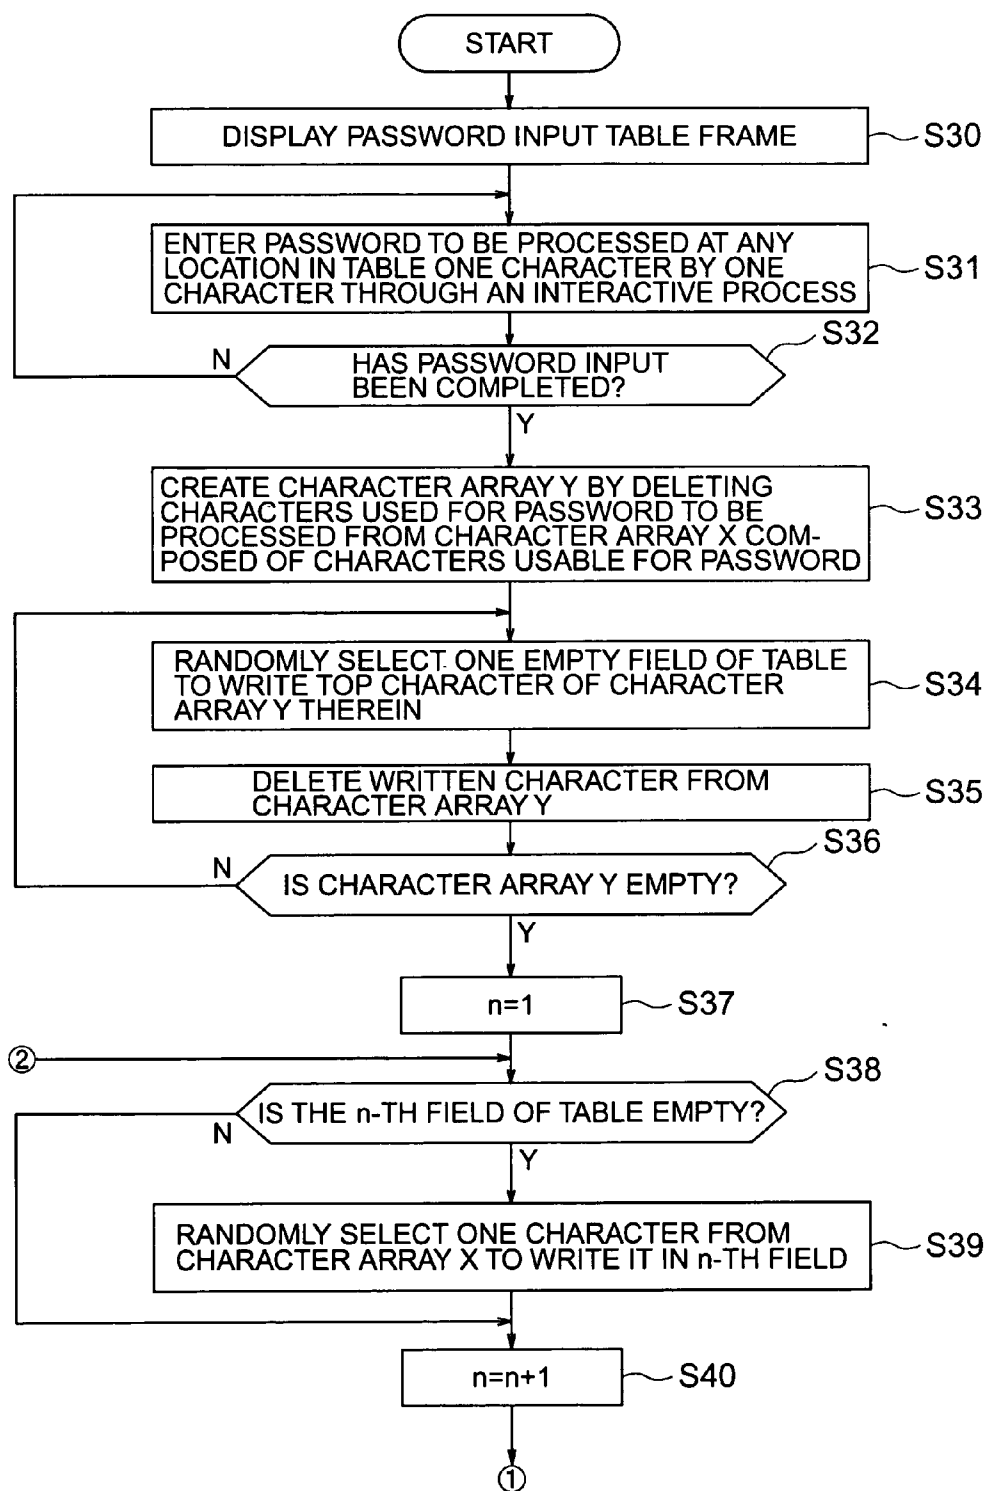 START
DISPLAY PASSWORD INPUT TABLE FRAME
S30
ENTER PASSWORD TO BE PROCESSED AT ANY
LOCATION IN TABLE ONE CHARACTER BY ONE
CHARACTER THROUGH AN INTERACTIVE PROCESS
S31
S32
N
HAS PASSWORD INPUT
BEEN COMPLETED?
Y
CREATE CHARACTER ARRAY Y BY DELETING
CHARACTERS USED FOR PASSWORD TO BE
PROCESSED FROM CHARACTER ARRAY X COM-
POSED OF CHARACTERS USABLE FOR PASSWORD
S33
RANDOMLY SELECT ONE EMPTY FIELD OF TABLE
TO WRITE TOP CHARACTER OF CHARACTER
ARRAY Y THEREIN
S34
DELETE WRITTEN CHARACTER FROM
CHARACTER ARRAY Y
S35
S36
N
IS CHARACTER ARRAY Y EMPTY?
Y
n=1
S37
②
S38
IS THE n-TH FIELD OF TABLE EMPTY?
N
Y
RANDOMLY SELECT ONE CHARACTER FROM
CHARACTER ARRAY X TO WRITE IT IN n-TH FIELD
S39
n=n+1
S40
①